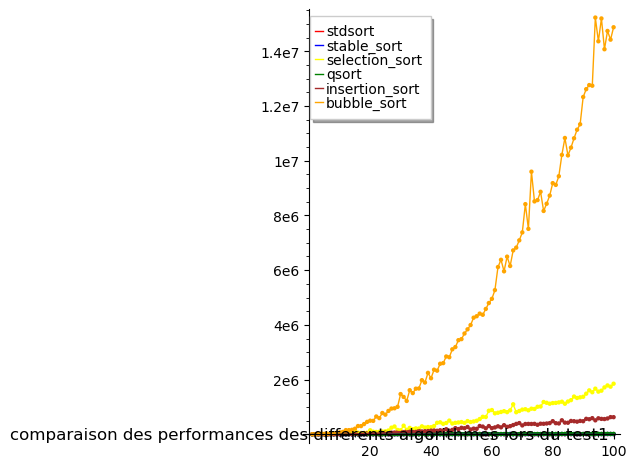 stdsort
stable_sort
selection_sort
qsort
insertion_sort
bubble_sort
1.4e7
1.2e7
1e7
8e6
6e6
4e6
2e6
comparaison des performances des differents algorithmes lors du test1
20 40 60 80 100